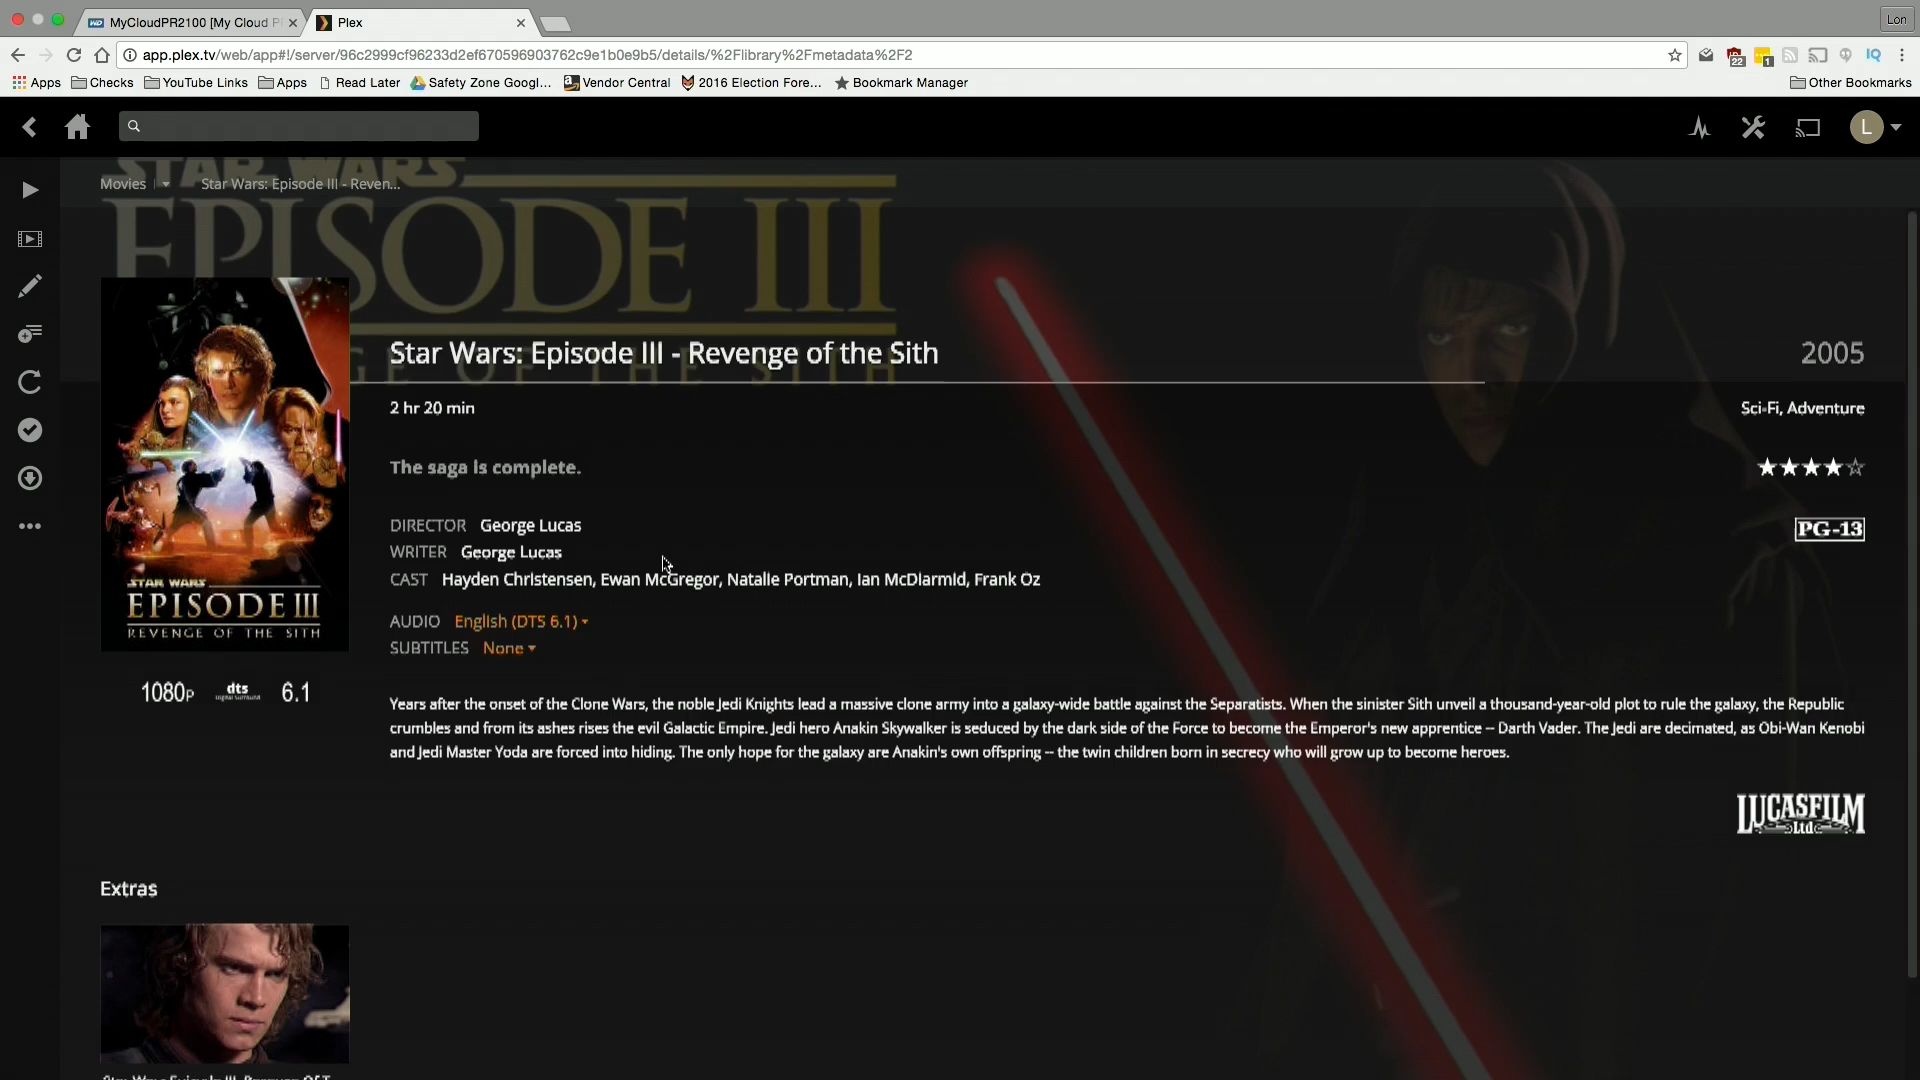 MyCloudPR2100 [My Cloud P
Plex
Lon
app.plex.tv/web/app#!/server/96c2999cf96233d2ef670596903762c9e1b0e9b5/details/%2Flibrary%2Fmetadata%2F2
22
1
IQ
Apps Checks YouTube Links Apps Read Later Safety Zone Googl... Vendor Central 2016 Election Fore... Bookmark Manager Other Bookmarks
L
STAR WARS
Movies Star Wars: Episode III - Reven...
EPISODE III
Star Wars: Episode III - Revenge of the Sith
2005
2 hr 20 min
Sci-Fi, Adventure
The saga is complete.
DIRECTOR George Lucas
PG-13
WRITER George Lucas
CAST Hayden Christensen, Ewan McGregor, Natalie Portman, Ian McDiarmid, Frank Oz
STAR WARS
EPISODE III
REVENGE OF THE SITH
AUDIO English (DTS 6.1)
SUBTITLES None
1080p dts 6.1
Years after the onset of the Clone Wars, the noble Jedi Knights lead a massive clone army into a galaxy-wide battle against the Separatists. When the sinister Sith unveil a thousand-year-old plot to rule the galaxy, the Republic
crumbles and from its ashes rises the evil Galactic Empire. Jedi hero Anakin Skywalker is seduced by the dark side of the Force to become the Emperor's new apprentice -- Darth Vader. The Jedi are decimated, as Obi-Wan Kenobi
and Jedi Master Yoda are forced into hiding. The only hope for the galaxy are Anakin's own offspring -- the twin children born in secrecy who will grow up to become heroes.
LUCASFILM
Ltd
Extras